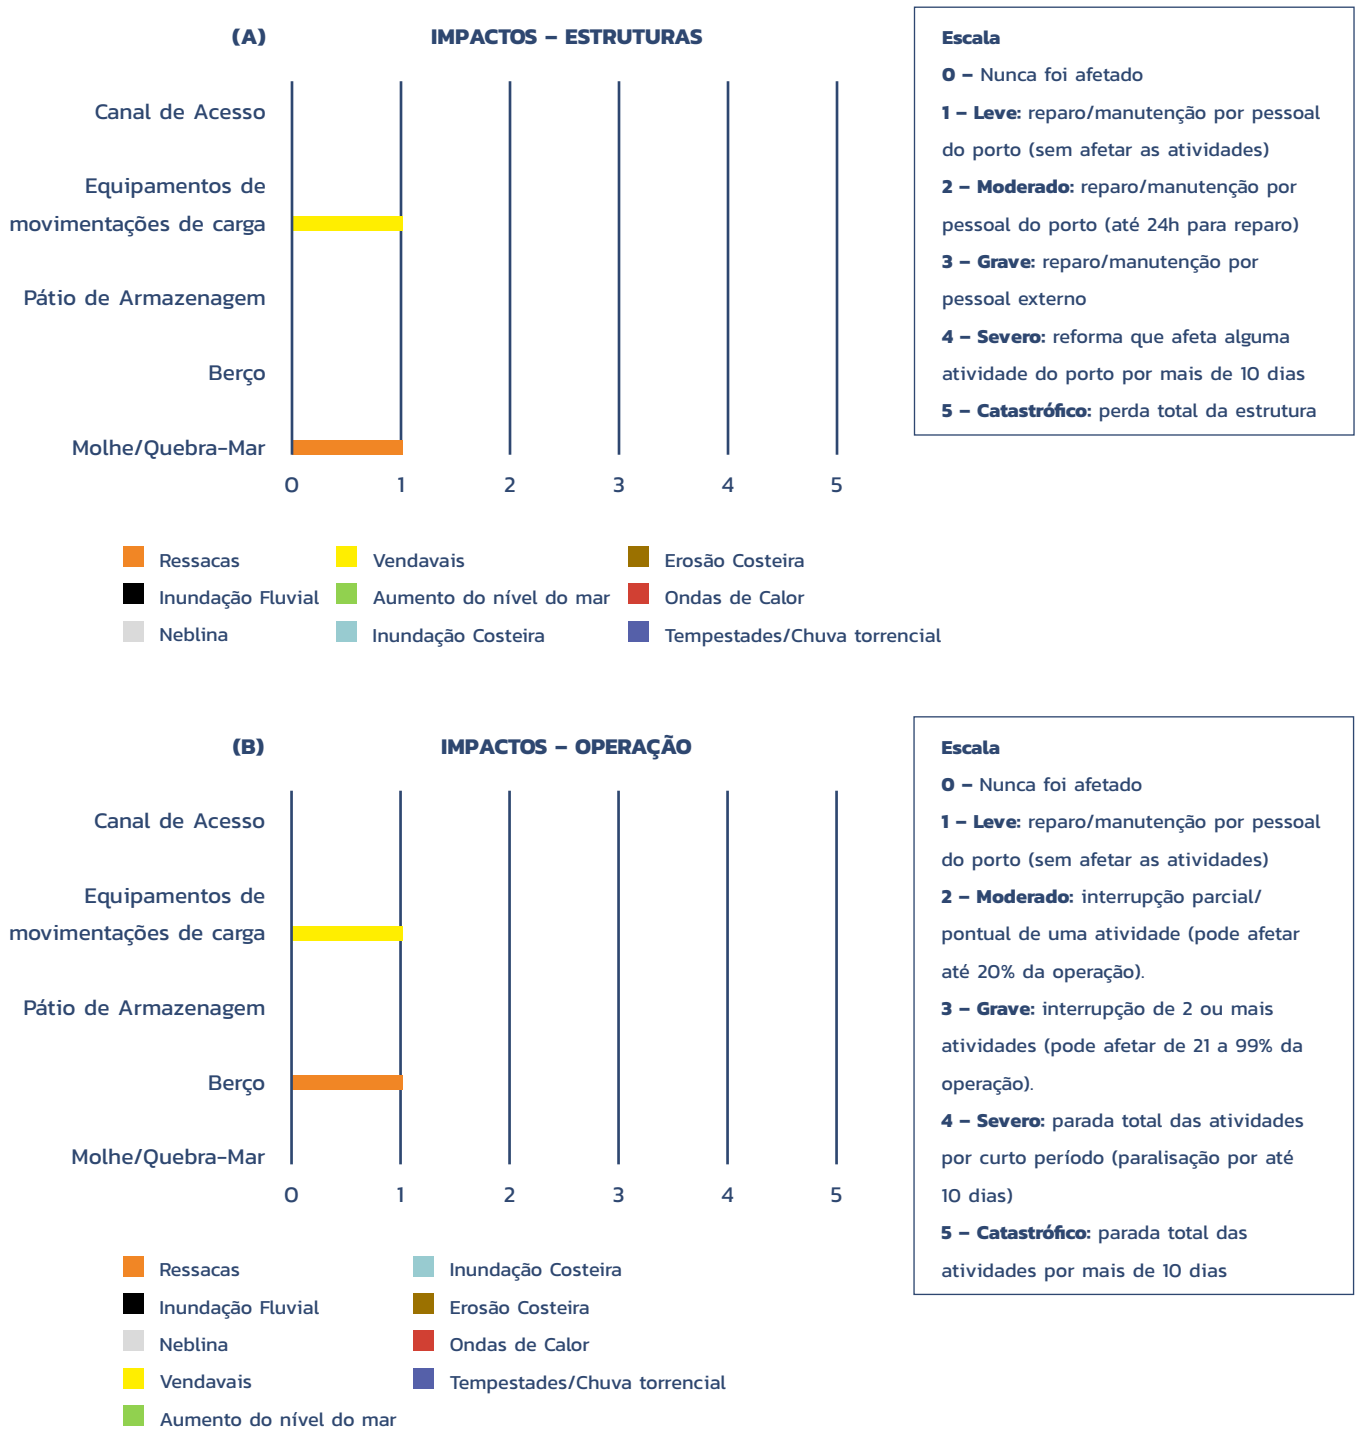 (A)
IMPACTOS – ESTRUTURAS
Canal de Acesso
Equipamentos de
movimentações de carga
Pátio de Armazenagem
Berço
Molhe/Quebra-Mar
0 1 2 3 4 5
Ressacas
Inundação Fluvial
Neblina
Vendavais
Aumento do nível do mar
Inundação Costeira
Erosão Costeira
Ondas de Calor
Tempestades/Chuva torrencial
Escala
0 – Nunca foi afetado
1 – Leve: reparo/manutenção por pessoal
do porto (sem afetar as atividades)
2 – Moderado: reparo/manutenção por
pessoal do porto (até 24h para reparo)
3 – Grave: reparo/manutenção por
pessoal externo
4 – Severo: reforma que afeta alguma
atividade do porto por mais de 10 dias
5 – Catastrófico: perda total da estrutura
(B)
IMPACTOS – OPERAÇÃO
Canal de Acesso
Equipamentos de
movimentações de carga
Pátio de Armazenagem
Berço
Molhe/Quebra-Mar
0 1 2 3 4 5
Ressacas
Inundação Fluvial
Neblina
Vendavais
Aumento do nível do mar
Inundação Costeira
Erosão Costeira
Ondas de Calor
Tempestades/Chuva torrencial
Escala
0 – Nunca foi afetado
1 – Leve: reparo/manutenção por pessoal
do porto (sem afetar as atividades)
2 – Moderado: interrupção parcial/
pontual de uma atividade (pode afetar
até 20% da operação).
3 – Grave: interrupção de 2 ou mais
atividades (pode afetar de 21 a 99% da
operação).
4 – Severo: parada total das atividades
por curto período (paralisação por até
10 dias)
5 – Catastrófico: parada total das
atividades por mais de 10 dias